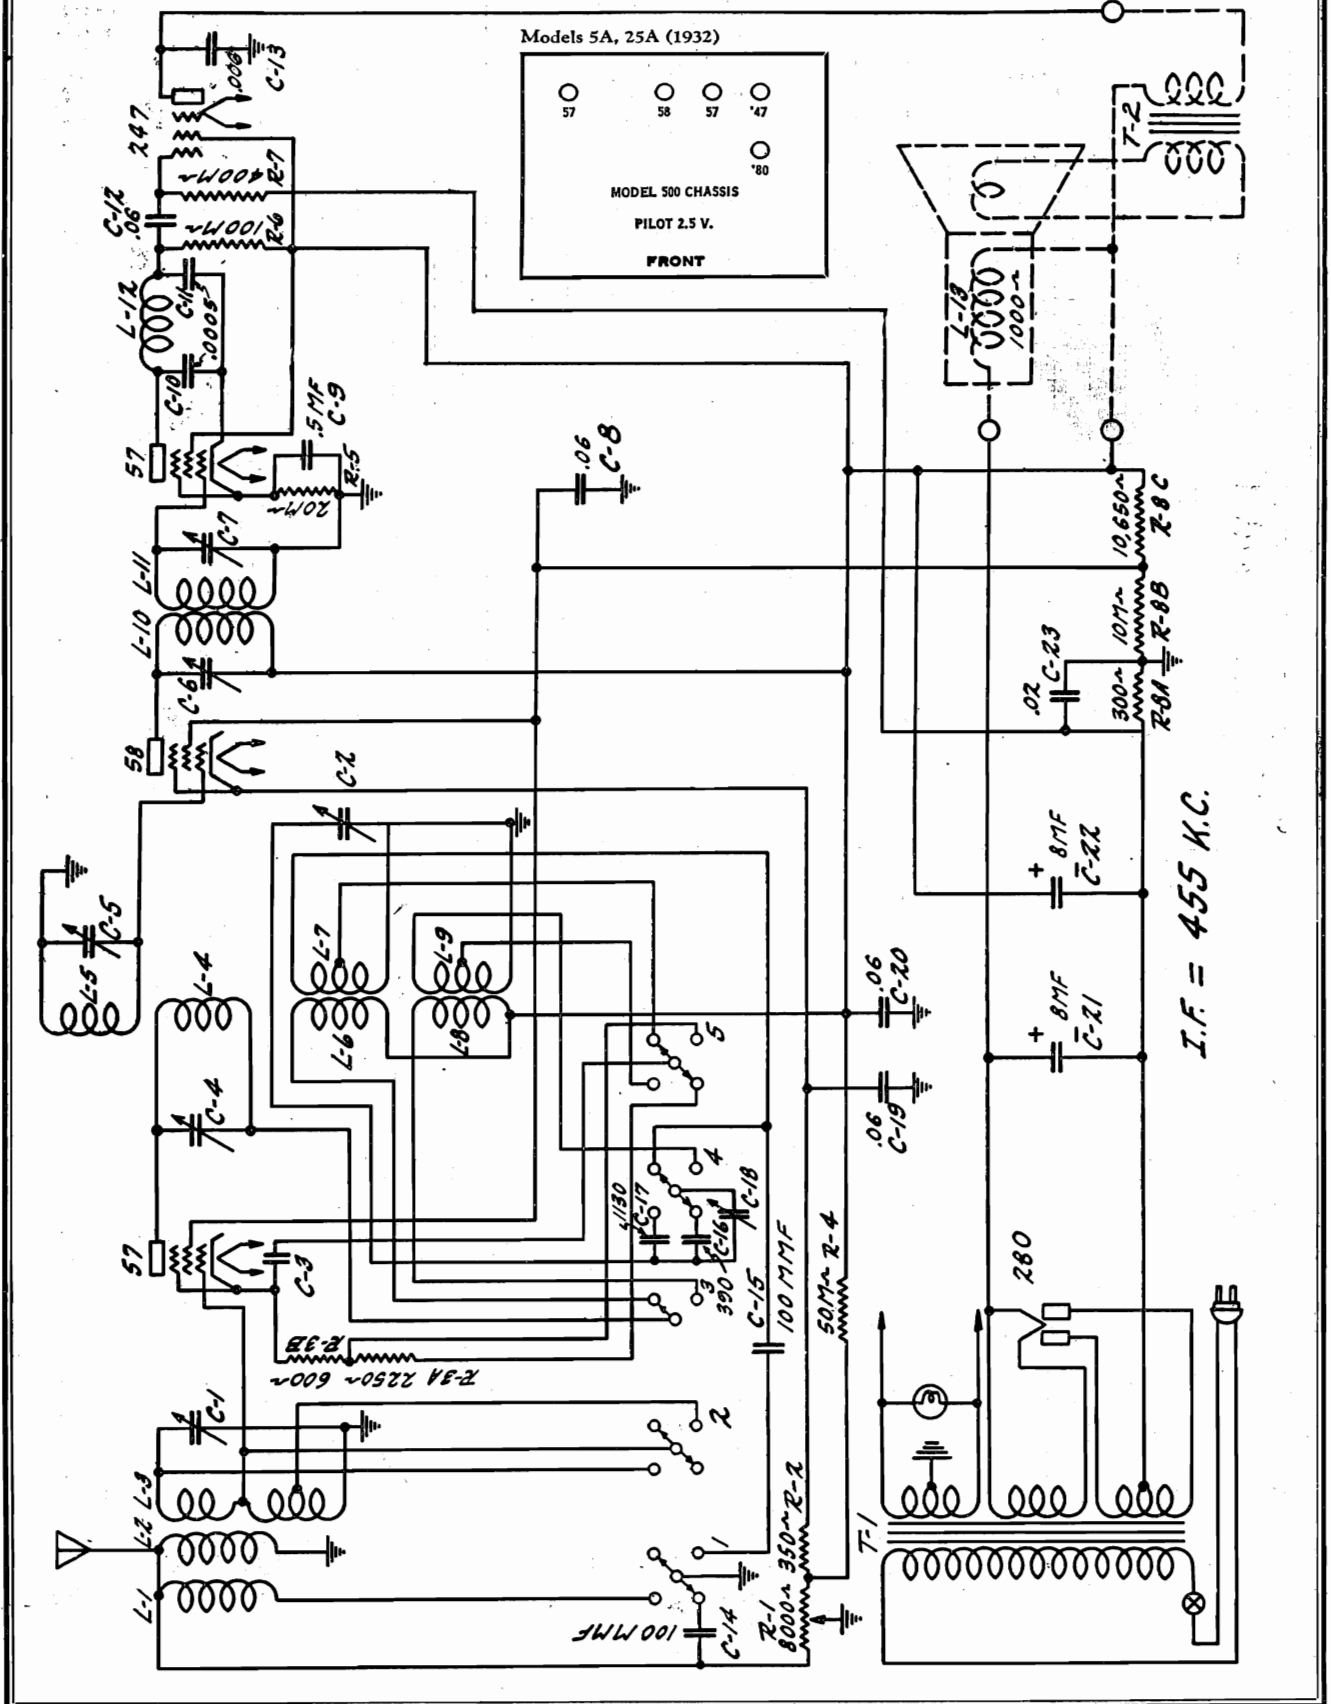 Models 5A, 25A (1932)
57
58
57
'47
'80
MODEL 500 CHASSIS
PILOT 2.5 V.
FRONT
.006
C-13
247
400M~
R-7
C-12
.06
100M~
R-6
L-12
C-11
.0005
C-10
57
.5 MF
C-9
R-5
20M~
C-7
L-11
L-10
C-6
58
.06
C-8
T-2
L-13
1000~
10,650~
R-8C
10M~
R-8B
.02
C-23
300~
R-8A
C-2
C-5
L-5
L-4
C-4
L-7
L-9
L-6
L-8
5
8MF
+
C-22
8MF
+
C-21
I.F. = 455 K.C.
.06
C-20
.06
C-19
57
C-3
4
1130
C-17
C-18
C-16
390
3
C-15
100 MMF
50M~ R-4
R-3B
600~
2250~
R-3A
280
C-1
2
L-3
L-2
L-1
1
350~ R-2
R-1
8000~
100 MMF
C-14
T-1